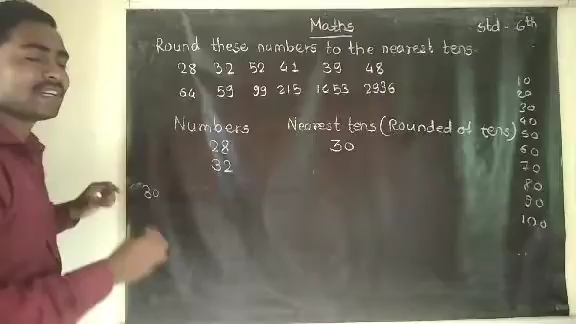 Maths
std - 6th
Round these numbers to the nearest tens
28 32 52 41 39 48
64 59 99 215 1453 2936
Numbers Nearest tens (Rounded of tens)
28 30
32
30
10
20
30
40
50
60
70
80
90
100